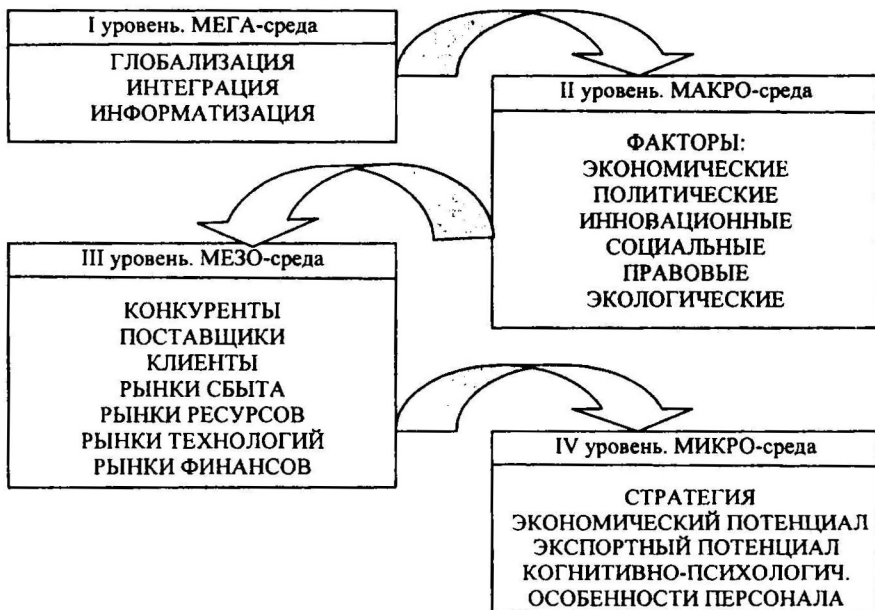 I уровень. МЕГА-среда
ГЛОБАЛИЗАЦИЯ
ИНТЕГРАЦИЯ
ИНФОРМАТИЗАЦИЯ
II уровень. МАКРО-среда
ФАКТОРЫ:
ЭКОНОМИЧЕСКИЕ
ПОЛИТИЧЕСКИЕ
ИННОВАЦИОННЫЕ
СОЦИАЛЬНЫЕ
ПРАВОВЫЕ
ЭКОЛОГИЧЕСКИЕ
III уровень. МЕЗО-среда
КОНКУРЕНТЫ
ПОСТАВЩИКИ
КЛИЕНТЫ
РЫНКИ СБЫТА
РЫНКИ РЕСУРСОВ
РЫНКИ ТЕХНОЛОГИЙ
РЫНКИ ФИНАНСОВ
IV уровень. МИКРО-среда
СТРАТЕГИЯ
ЭКОНОМИЧЕСКИЙ ПОТЕНЦИАЛ
ЭКСПОРТНЫЙ ПОТЕНЦИАЛ
КОГНИТИВНО-ПСИХОЛОГИЧ.
ОСОБЕННОСТИ ПЕРСОНАЛА